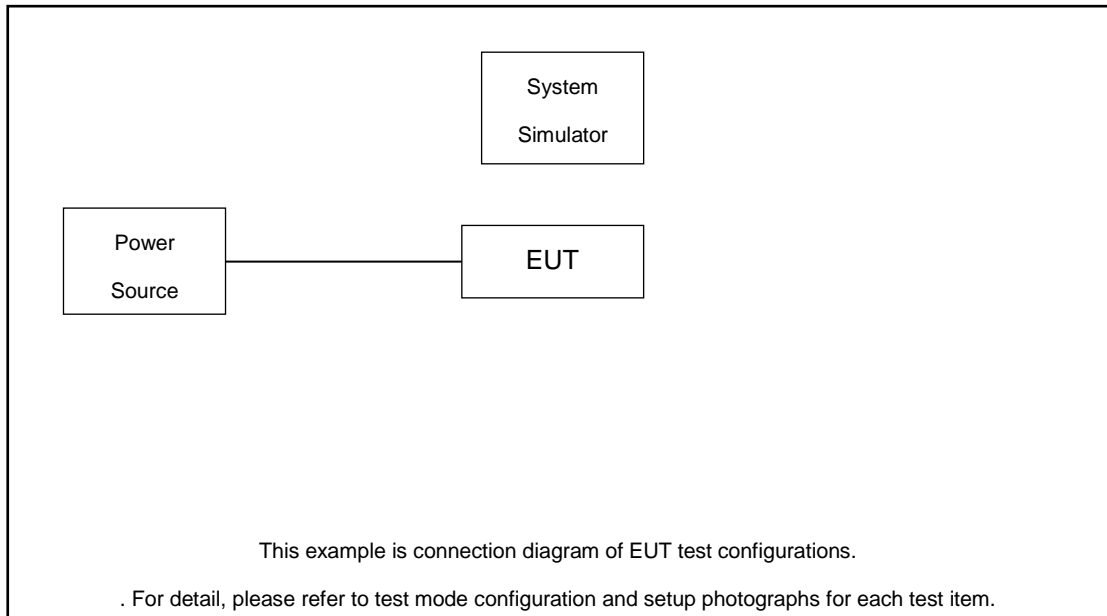 System
Simulator
Power
Source
EUT
This example is connection diagram of EUT test configurations.
. For detail, please refer to test mode configuration and setup photographs for each test item.